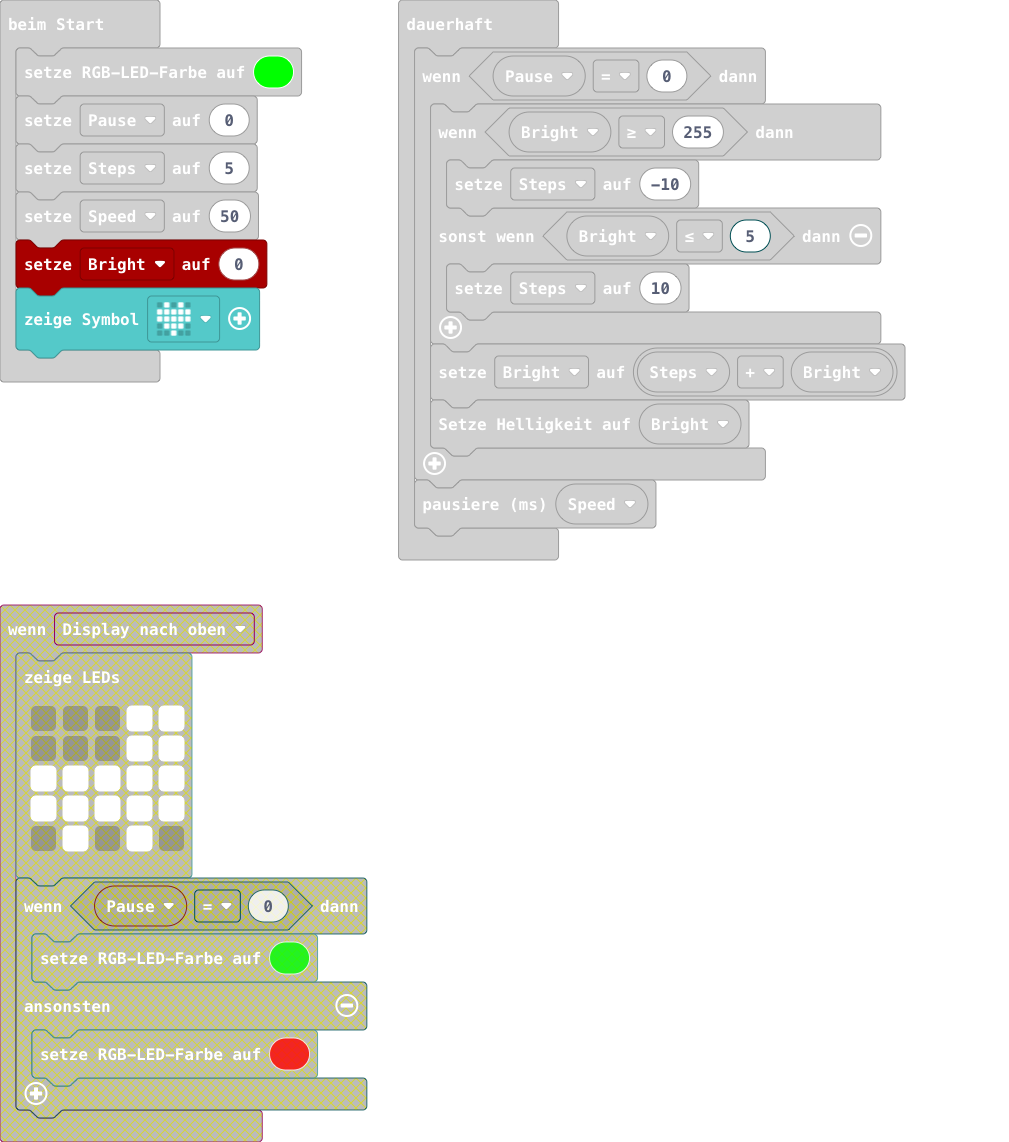 beim Start
setze RGB-LED-Farbe auf
setze Pause auf 0
setze Steps auf 5
setze Speed auf 50
setze Bright auf 0
zeige Symbol
dauerhaft
wenn Pause = 0 dann
wenn Bright ≥ 255 dann
setze Steps auf -10
sonst wenn Bright ≤ 5 dann
setze Steps auf 10
setze Bright auf Steps + Bright
Setze Helligkeit auf Bright
pausiere (ms) Speed
wenn Display nach oben
zeige LEDs
wenn Pause = 0 dann
setze RGB-LED-Farbe auf
ansonsten
setze RGB-LED-Farbe auf